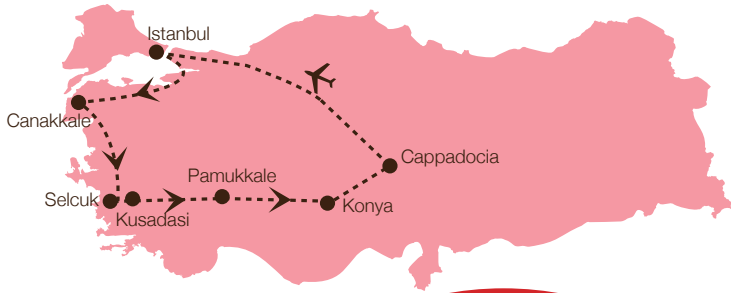 Istanbul
Canakkale
Cappadocia
Pamukkale
Selcuk
Kusadasi
Konya